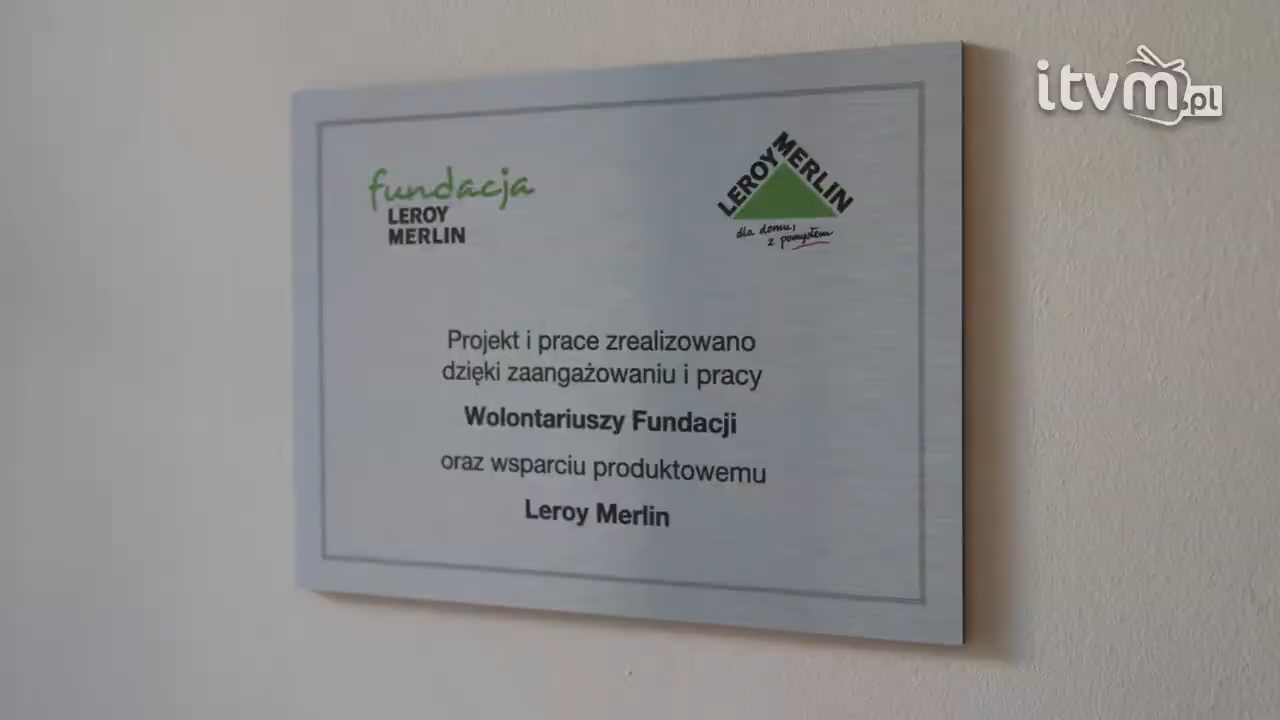 itvm.pl
fundacja
LEROY
MERLIN
LEROY MERLIN
dla domu,
z pomysłem
Projekt i prace zrealizowano
dzięki zaangażowaniu i pracy
Wolontariuszy Fundacji
oraz wsparciu produktowemu
Leroy Merlin